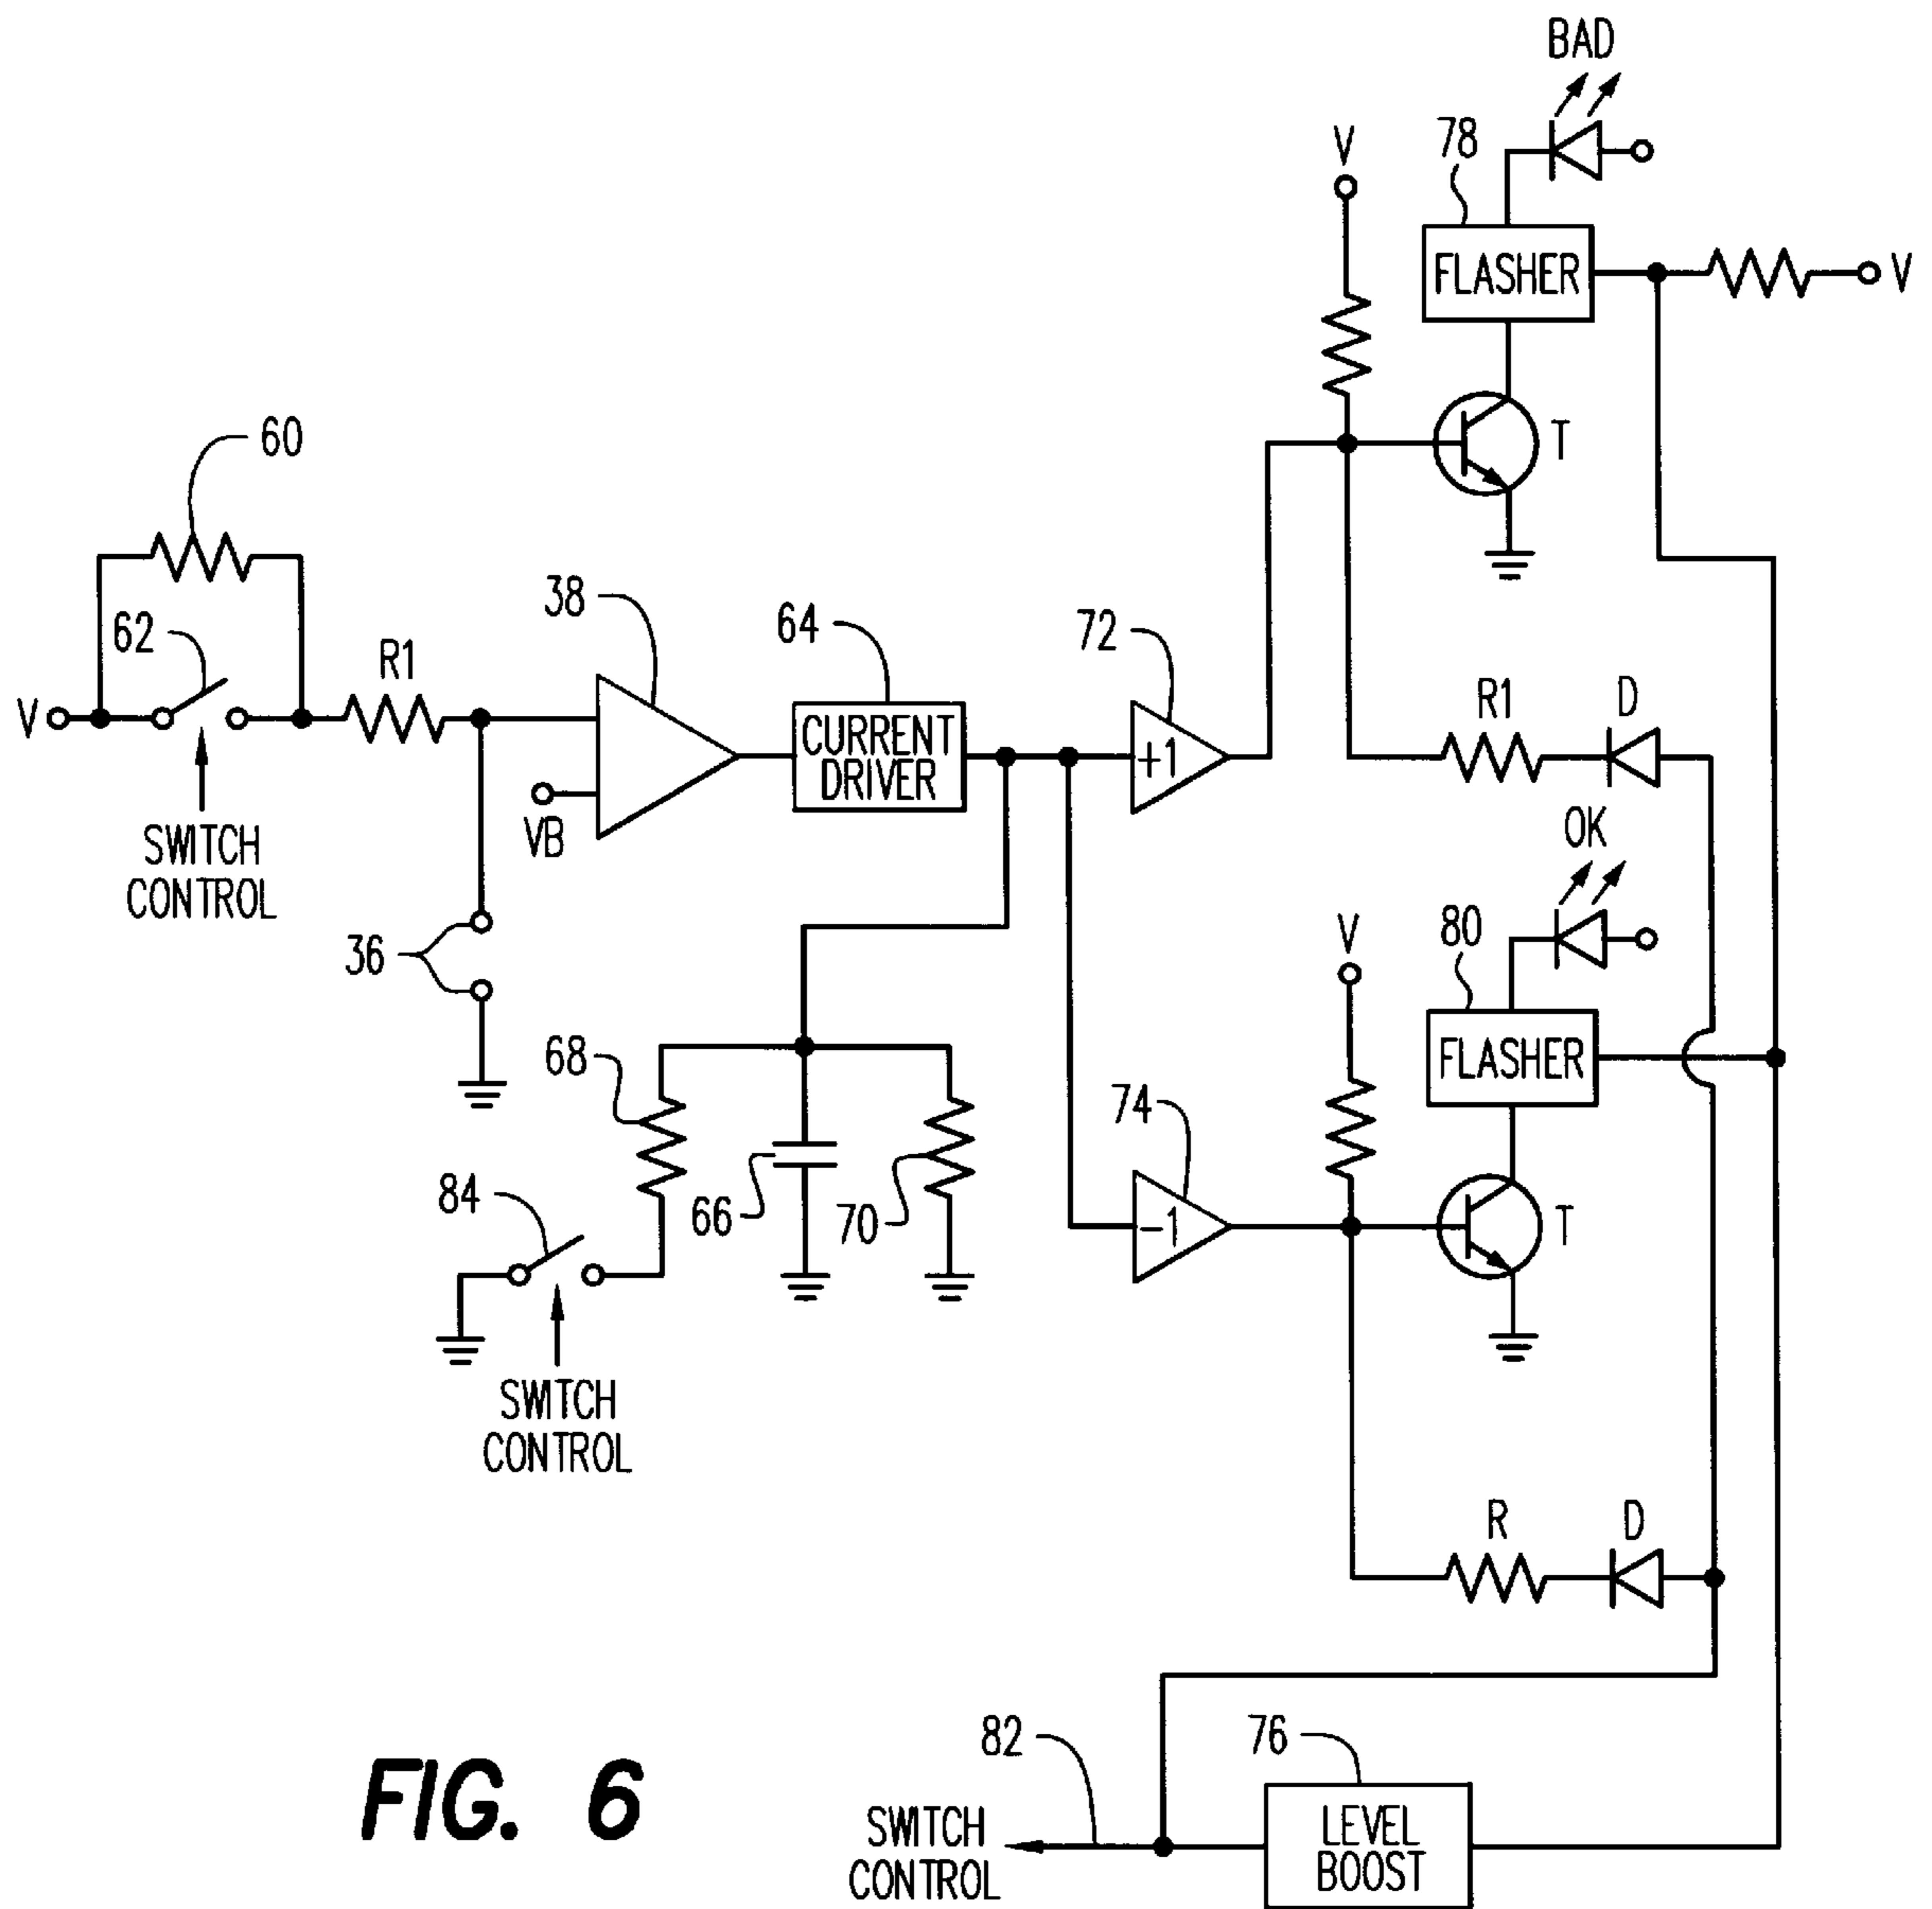 BAD
78
V
FLASHER
V
T
60
62
R1
V
SWITCH
CONTROL
38
VB
64
CURRENT
DRIVER
72
+1
R1
D
OK
36
V
80
FLASHER
68
66
70
74
-1
T
84
SWITCH
CONTROL
R
D
82
76
SWITCH
CONTROL
LEVEL
BOOST
FIG. 6